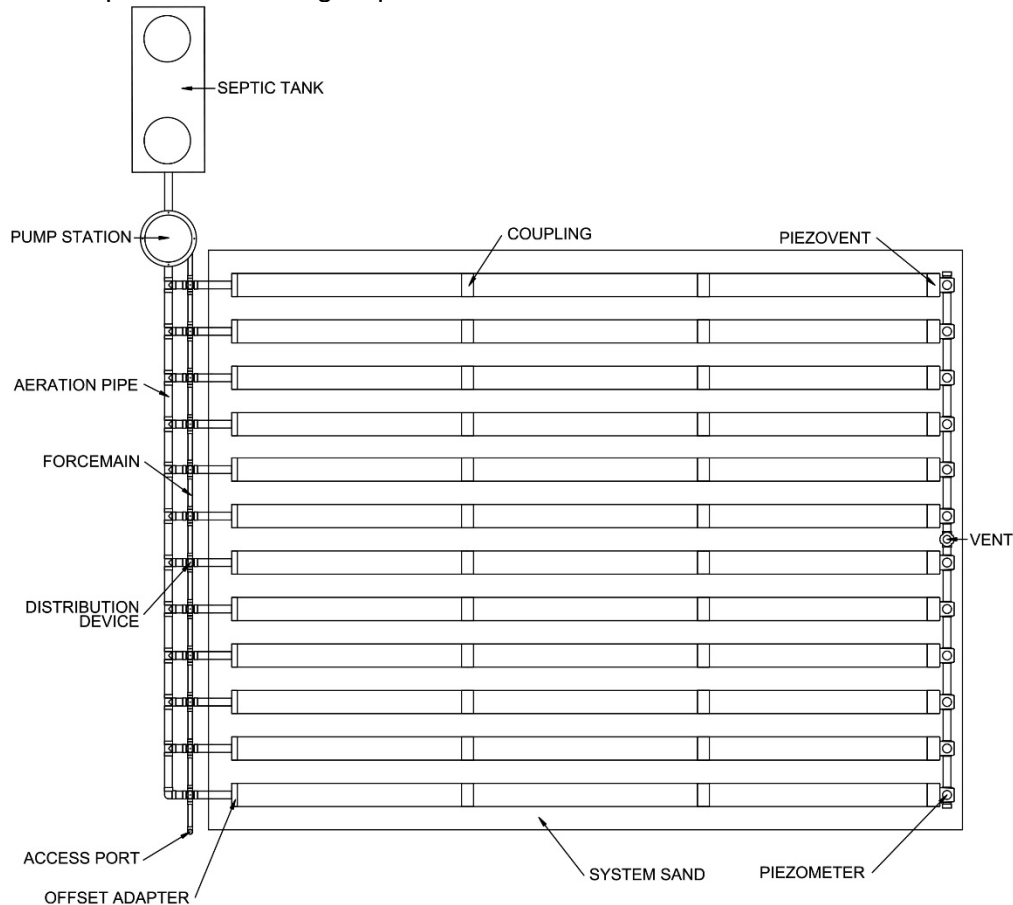 SEPTIC TANK
PUMP STATION
COUPLING
PIEZOVENT
AERATION PIPE
FORCEMAIN
VENT
DISTRIBUTION
DEVICE
ACCESS PORT
SYSTEM SAND
PIEZOMETER
OFFSET ADAPTER